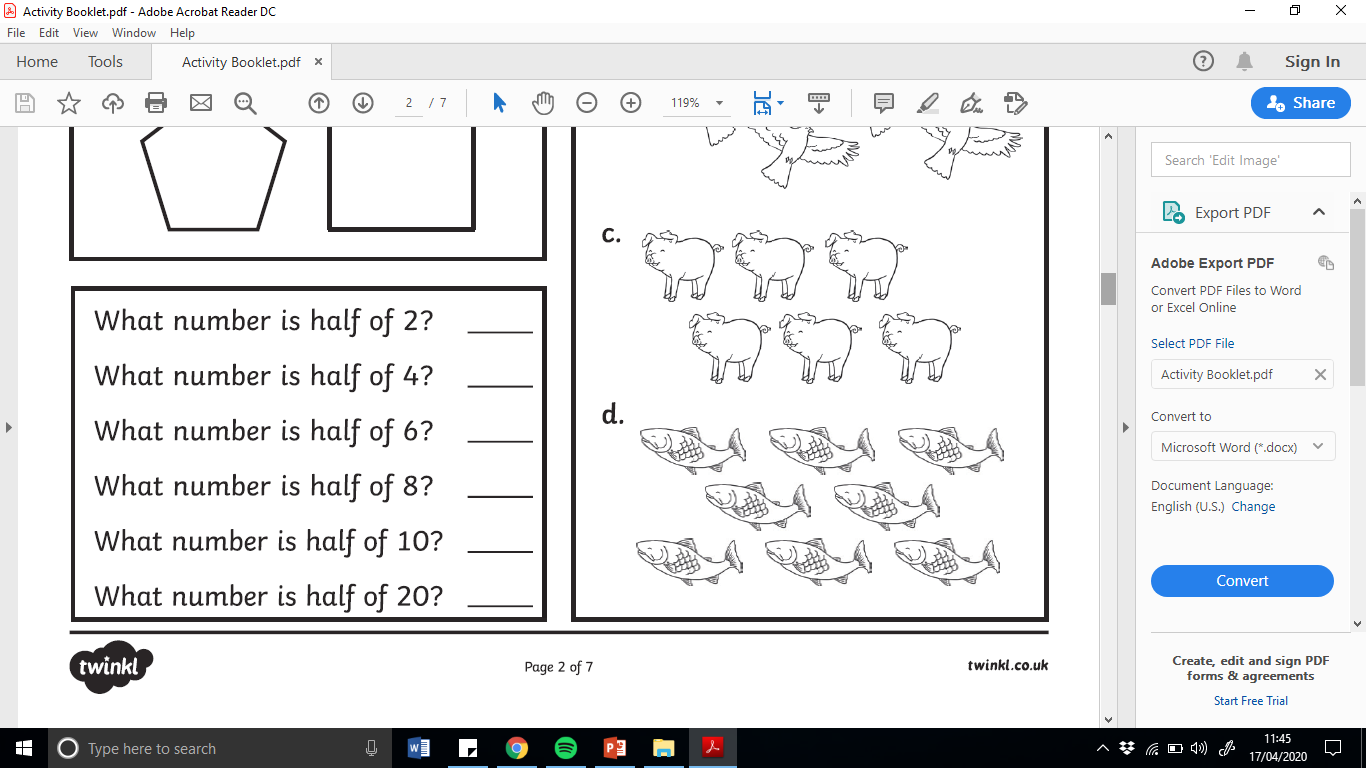 Activity Booklet.pdf - Adobe Acrobat Reader DC
File Edit View Window Help
Home Tools Activity Booklet.pdf × Sign In
2 / 7 119% Share
What number is half of 2? ____
What number is half of 4? ____
What number is half of 6? ____
What number is half of 8? ____
What number is half of 10? ____
What number is half of 20? ____
c.
d.
twinkl
Page 2 of 7
twinkl.co.uk
Search 'Edit Image'
Export PDF
Adobe Export PDF
Convert PDF Files to Word
or Excel Online
Select PDF File
Activity Booklet.pdf
Convert to
Microsoft Word (*.docx)
Document Language:
English (U.S.) Change
Convert
Create, edit and sign PDF
forms & agreements
Start Free Trial
Type here to search
11:45
17/04/2020